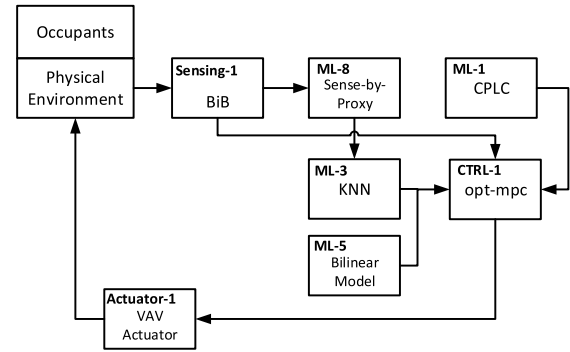 Occupants
Physical
Environment
Sensing-1
BiB
ML-8
Sense-by-
Proxy
ML-1
CPLC
ML-3
KNN
CTRL-1
opt-mpc
ML-5
Bilinear
Model
Actuator-1
VAV
Actuator